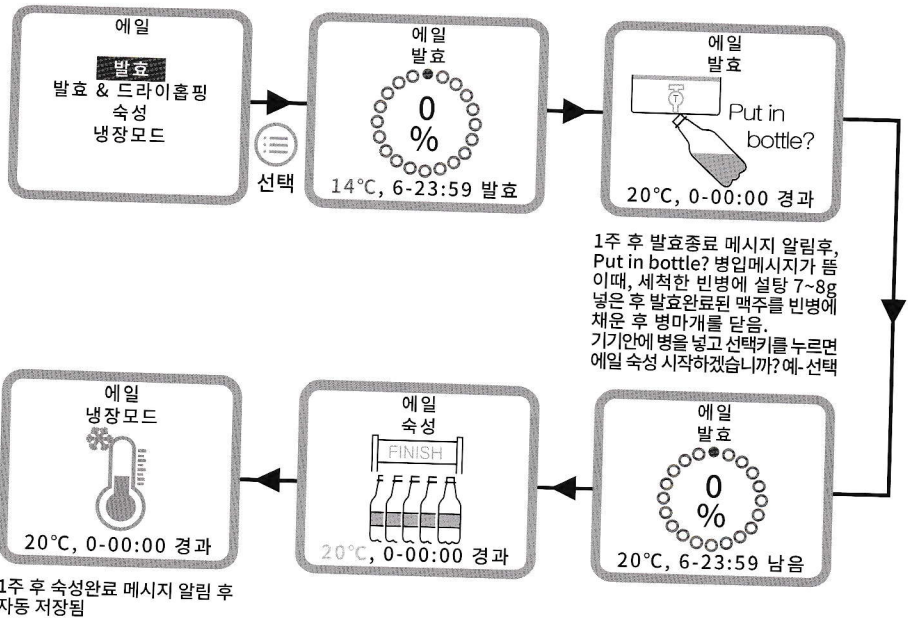 에일
발효
발효 & 드라이홉핑
숙성
냉장모드
선택
에일
발효
0
%
14℃, 6-23:59 발효
에일
발효
T
Put in
bottle?
20℃, 0-00:00 경과
1주 후 발효종료 메시지 알림후,
Put in bottle? 병입메시지가 뜸
이때, 세척한 빈병에 설탕 7~8g
넣은 후 발효완료된 맥주를 빈병에
채운 후 병마개를 닫음.
기기안에 병을 넣고 선택키를 누르면
에일 숙성 시작하겠습니까? 예- 선택
에일
발효
0
%
20℃, 6-23:59 남음
에일
숙성
FINISH
20℃, 0-00:00 경과
에일
냉장모드
20℃, 0-00:00 경과
1주 후 숙성완료 메시지 알림 후
자동 저장됨